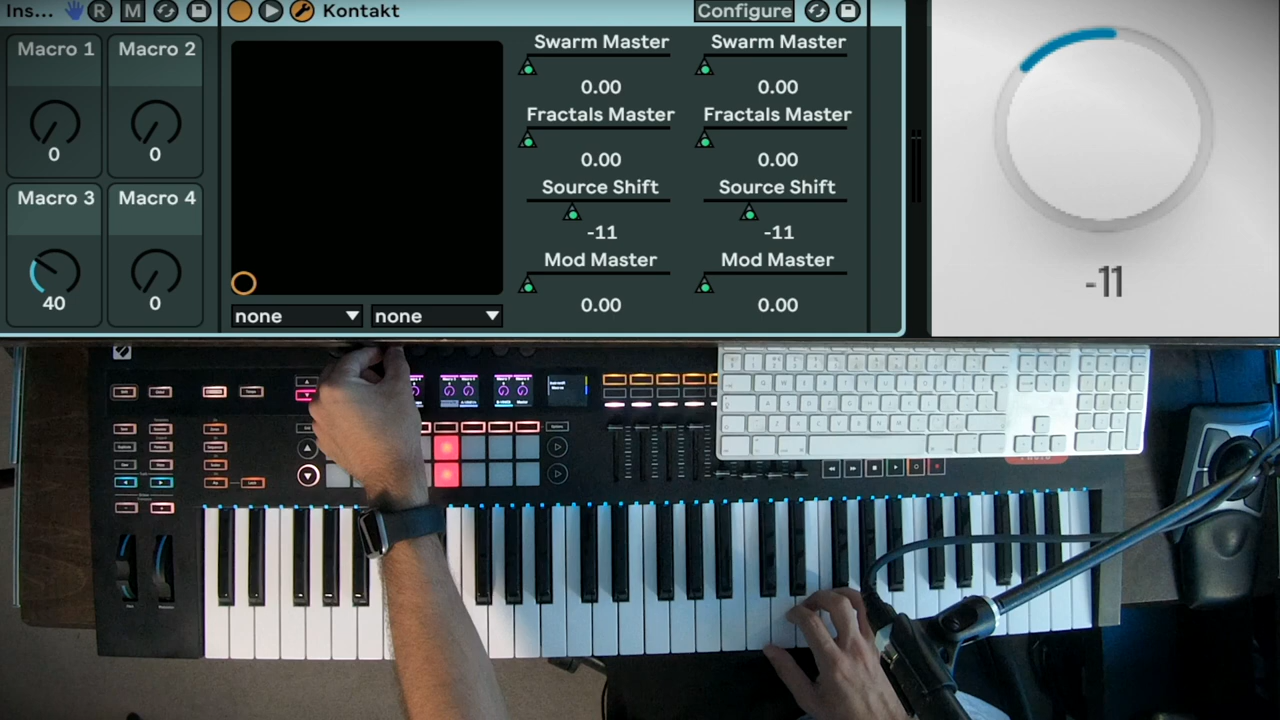 Ins... R M Kontakt Configure
Macro 1 Macro 2
0 0
Macro 3 Macro 4
40 0
none none
Swarm Master Swarm Master
0.00 0.00
Fractals Master Fractals Master
0.00 0.00
Source Shift Source Shift
-11 -11
Mod Master Mod Master
0.00 0.00
-11